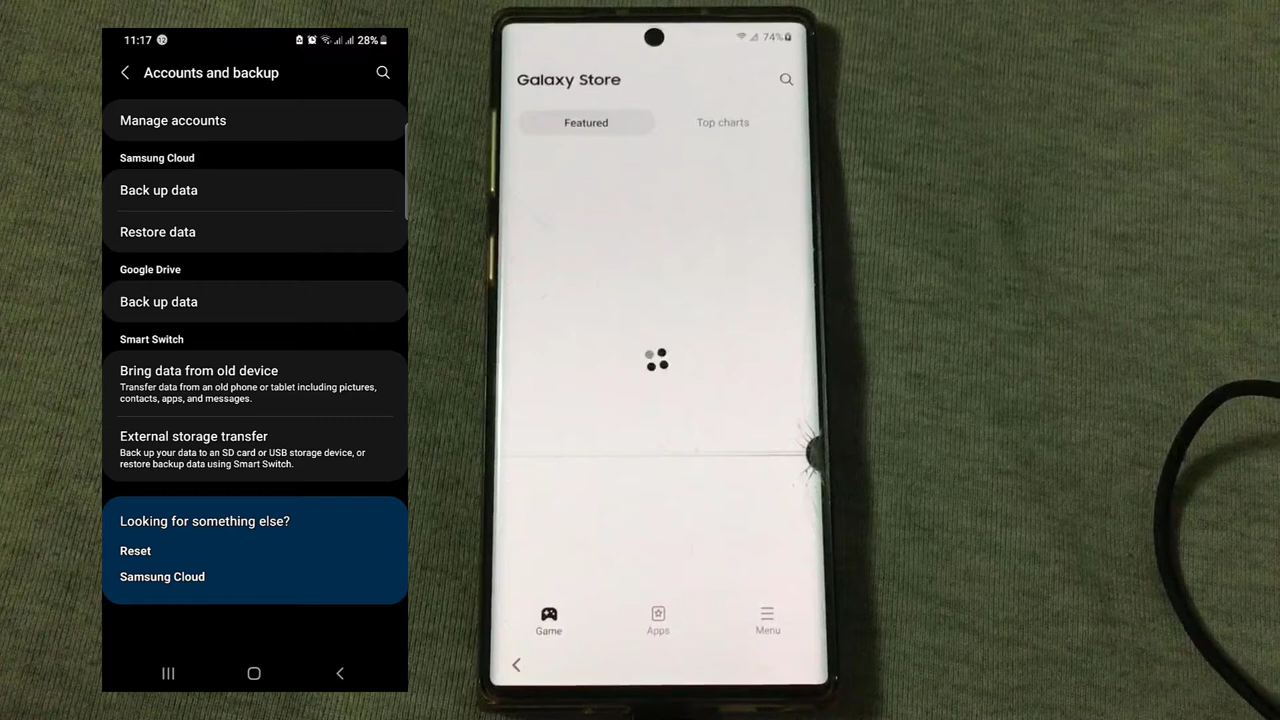 11:17
28%
Accounts and backup
Manage accounts
Samsung Cloud
Back up data
Restore data
Google Drive
Back up data
Smart Switch
Bring data from old device
Transfer data from an old phone or tablet including pictures,
contacts, apps, and messages.
External storage transfer
Back up your data to an SD card or USB storage device, or
restore backup data using Smart Switch.
Looking for something else?
Reset
Samsung Cloud
74%
Galaxy Store
Featured
Top charts
Game
Apps
Menu